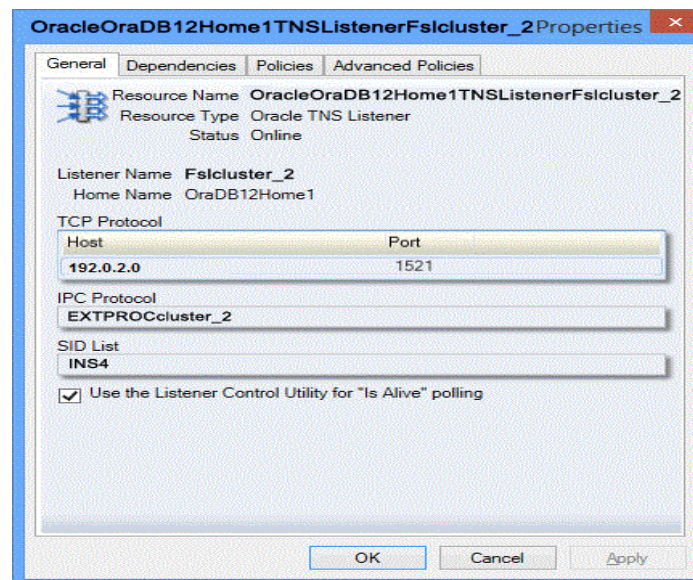 OracleOraDB12Home1TNSListenerFslcluster_2Properties
General Dependencies Policies Advanced Policies
Resource Name OracleOraDB12Home1TNSListenerFslcluster_2
Resource Type Oracle TNS Listener
Status Online
Listener Name Fslcluster_2
Home Name OraDB12Home1
TCP Protocol
Host Port
192.0.2.0 1521
IPC Protocol
EXTPROCcluster_2
SID List
INS4
Use the Listener Control Utility for "Is Alive" polling
OK Cancel Apply